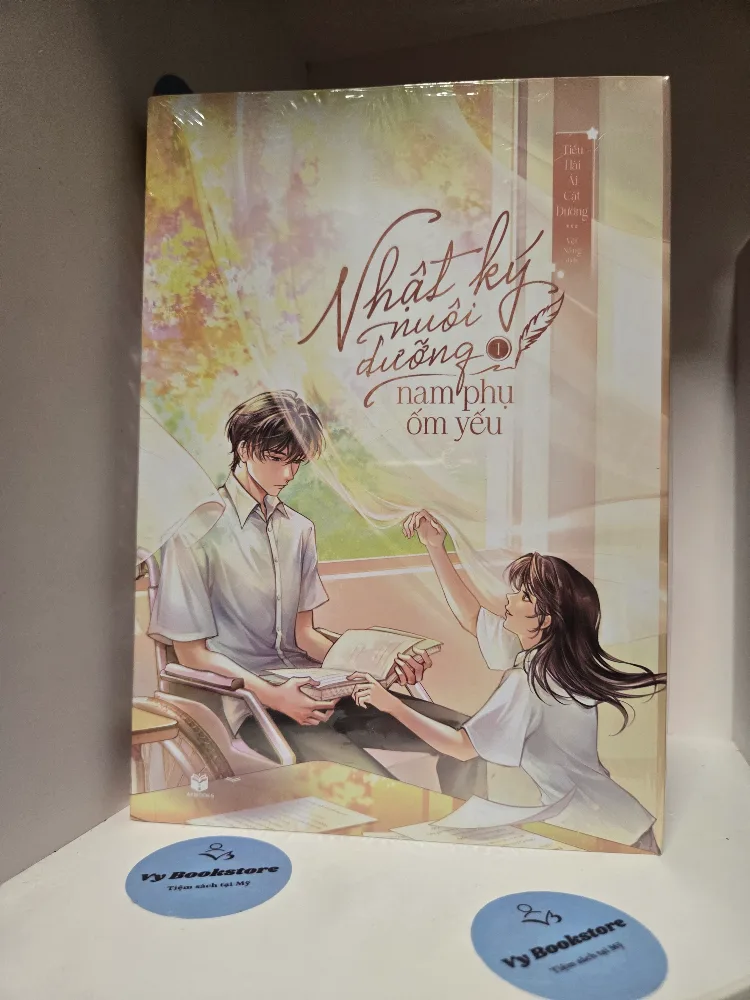 Tiểu
Hài
Ái
Cật
Đường
Nhật ký
nuôi
dưỡng 1
nam phụ
ốm yếu
Vy Bookstore
Tiệm sách tại Mỹ
Vy Bookstore
Tiệm sách tại Mỹ